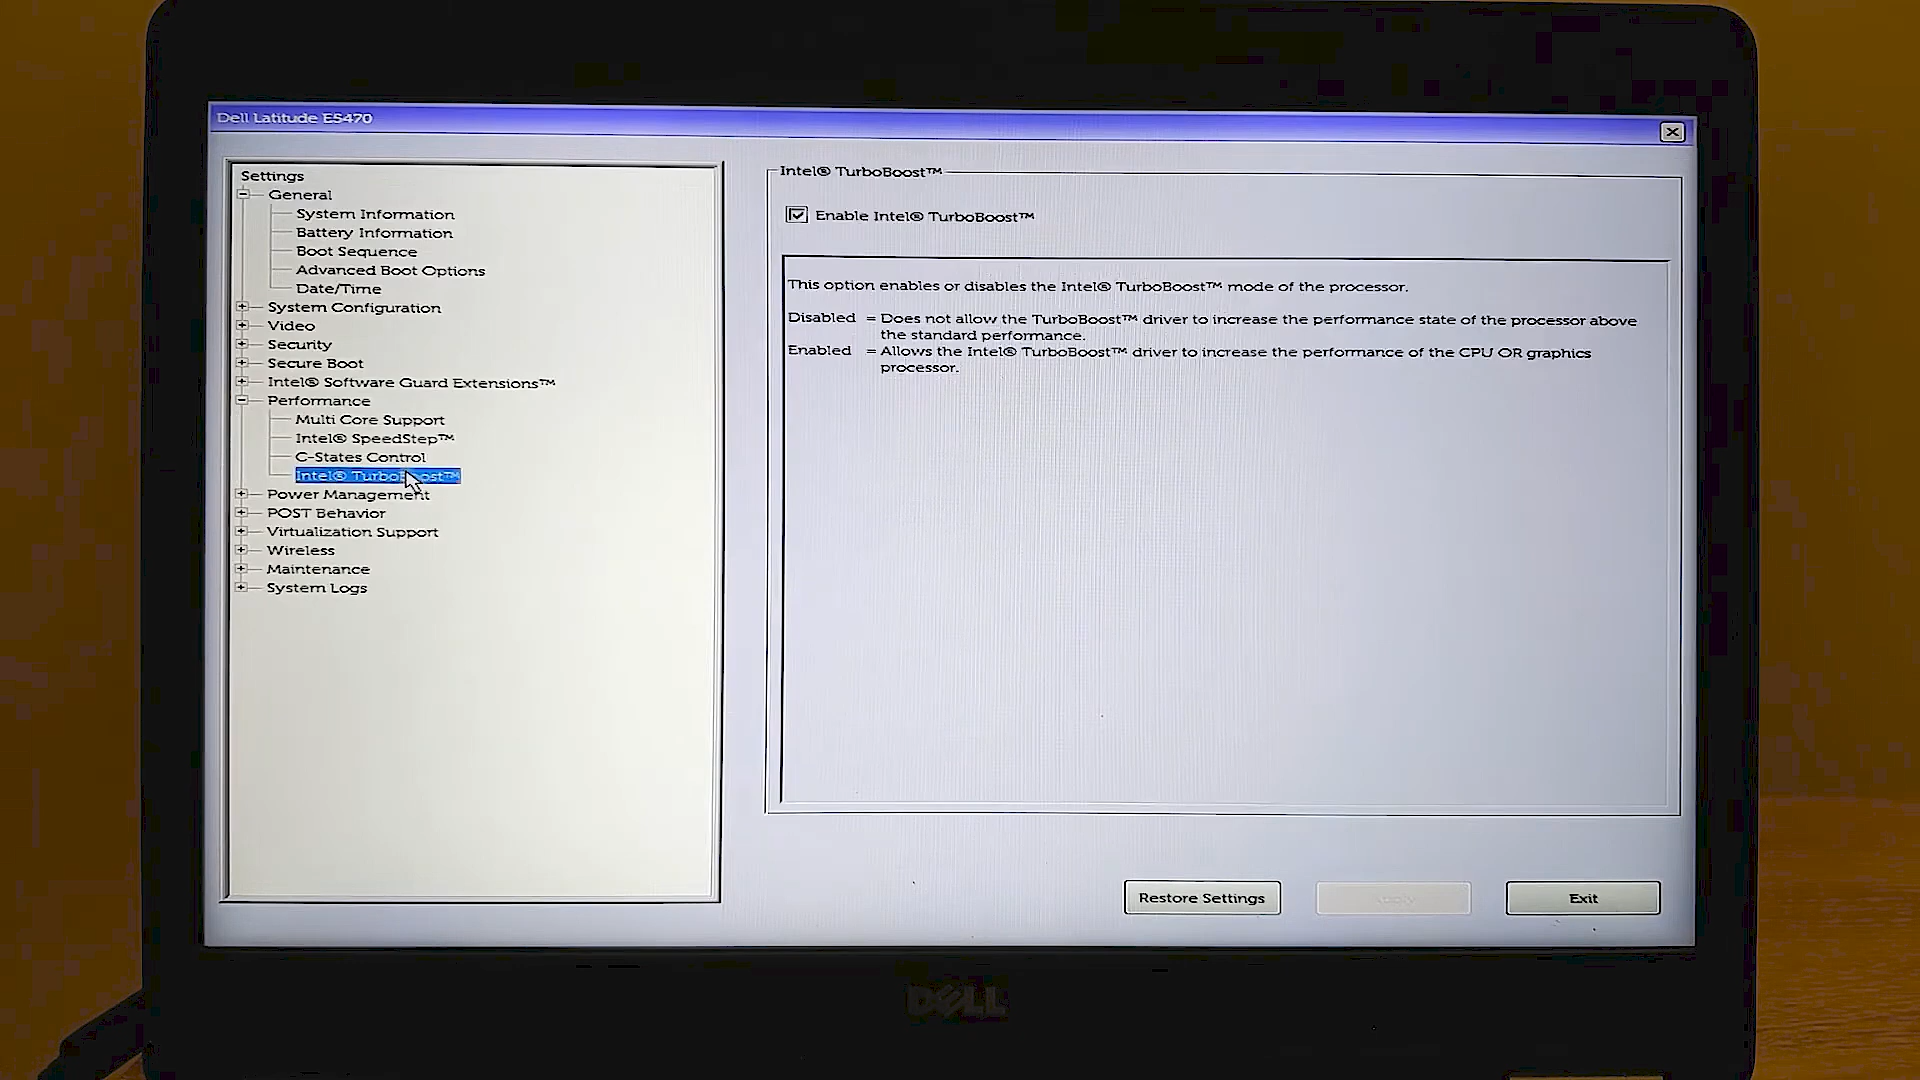 Dell Latitude E5470
Settings
General
System Information
Battery Information
Boot Sequence
Advanced Boot Options
Date/Time
System Configuration
Video
Security
Secure Boot
Intel® Software Guard Extensions™
Performance
Multi Core Support
Intel® SpeedStep™
C-States Control
Intel® TurboBoost™
Power Management
POST Behavior
Virtualization Support
Wireless
Maintenance
System Logs
Intel® TurboBoost™
Enable Intel® TurboBoost™
This option enables or disables the Intel® TurboBoost™ mode of the processor.
Disabled = Does not allow the TurboBoost™ driver to increase the performance state of the processor above
the standard performance.
Enabled = Allows the Intel® TurboBoost™ driver to increase the performance of the CPU OR graphics
processor.
Restore Settings
Exit
DELL